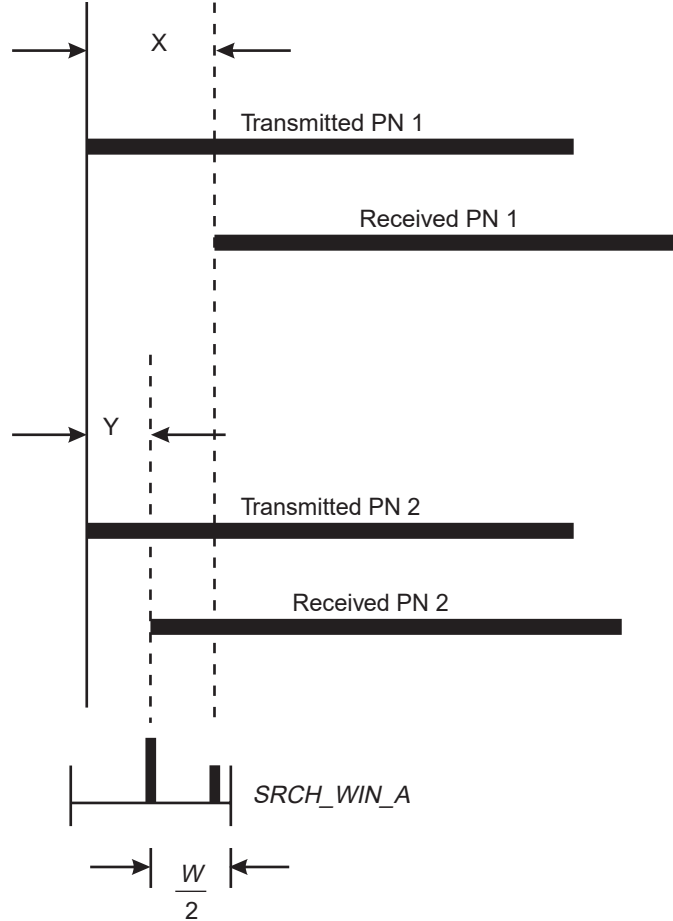 X
Transmitted PN 1
Received PN 1
Y
Transmitted PN 2
Received PN 2
SRCH_WIN_A
W
2